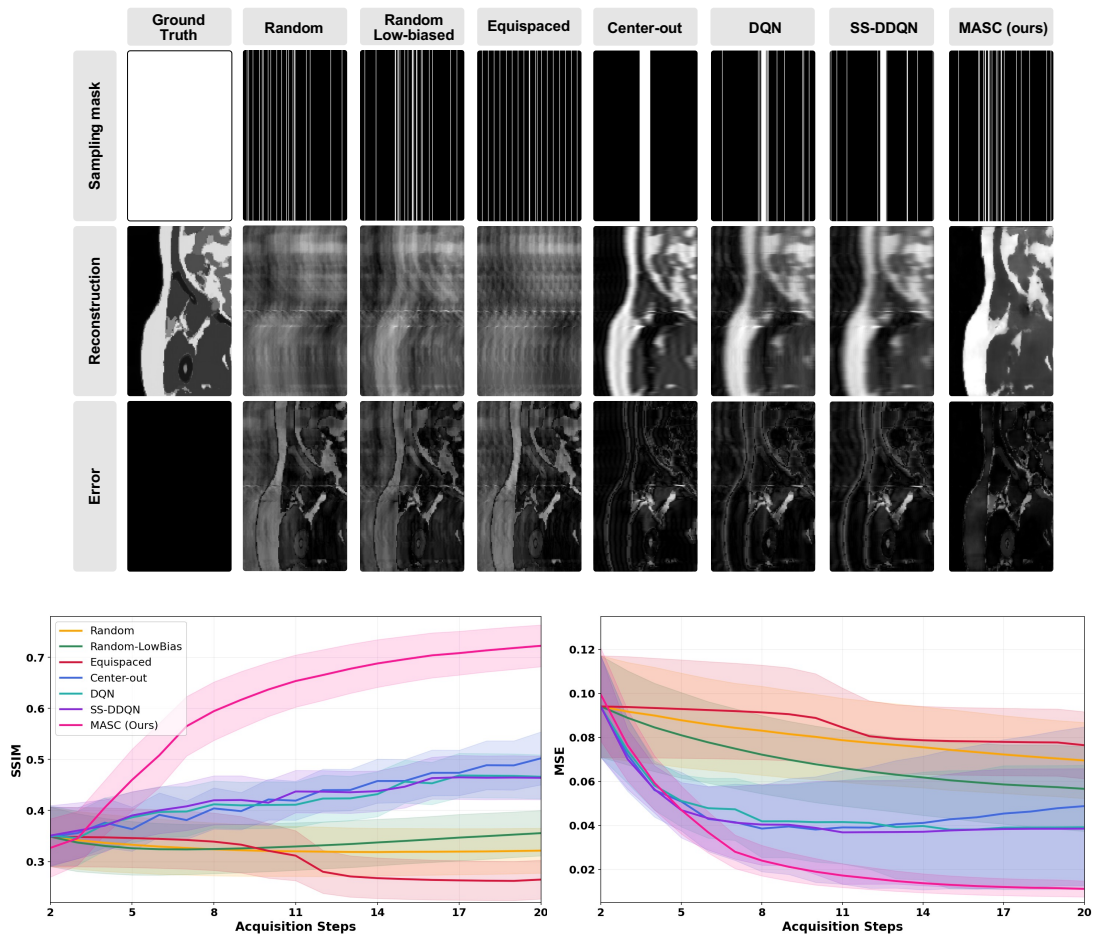 Ground
Truth
Random
Random
Low-biased
Equispaced
Center-out
DQN
SS-DDQN
MASC (ours)
Sampling mask
Reconstruction
Error
SSIM
0.7
0.6
0.5
0.4
0.3
Random
Random-LowBias
Equispaced
Center-out
DQN
SS-DDQN
MASC (Ours)
2
5
8
11
14
17
20
Acquisition Steps
MSE
0.12
0.10
0.08
0.06
0.04
0.02
2
5
8
11
14
17
20
Acquisition Steps